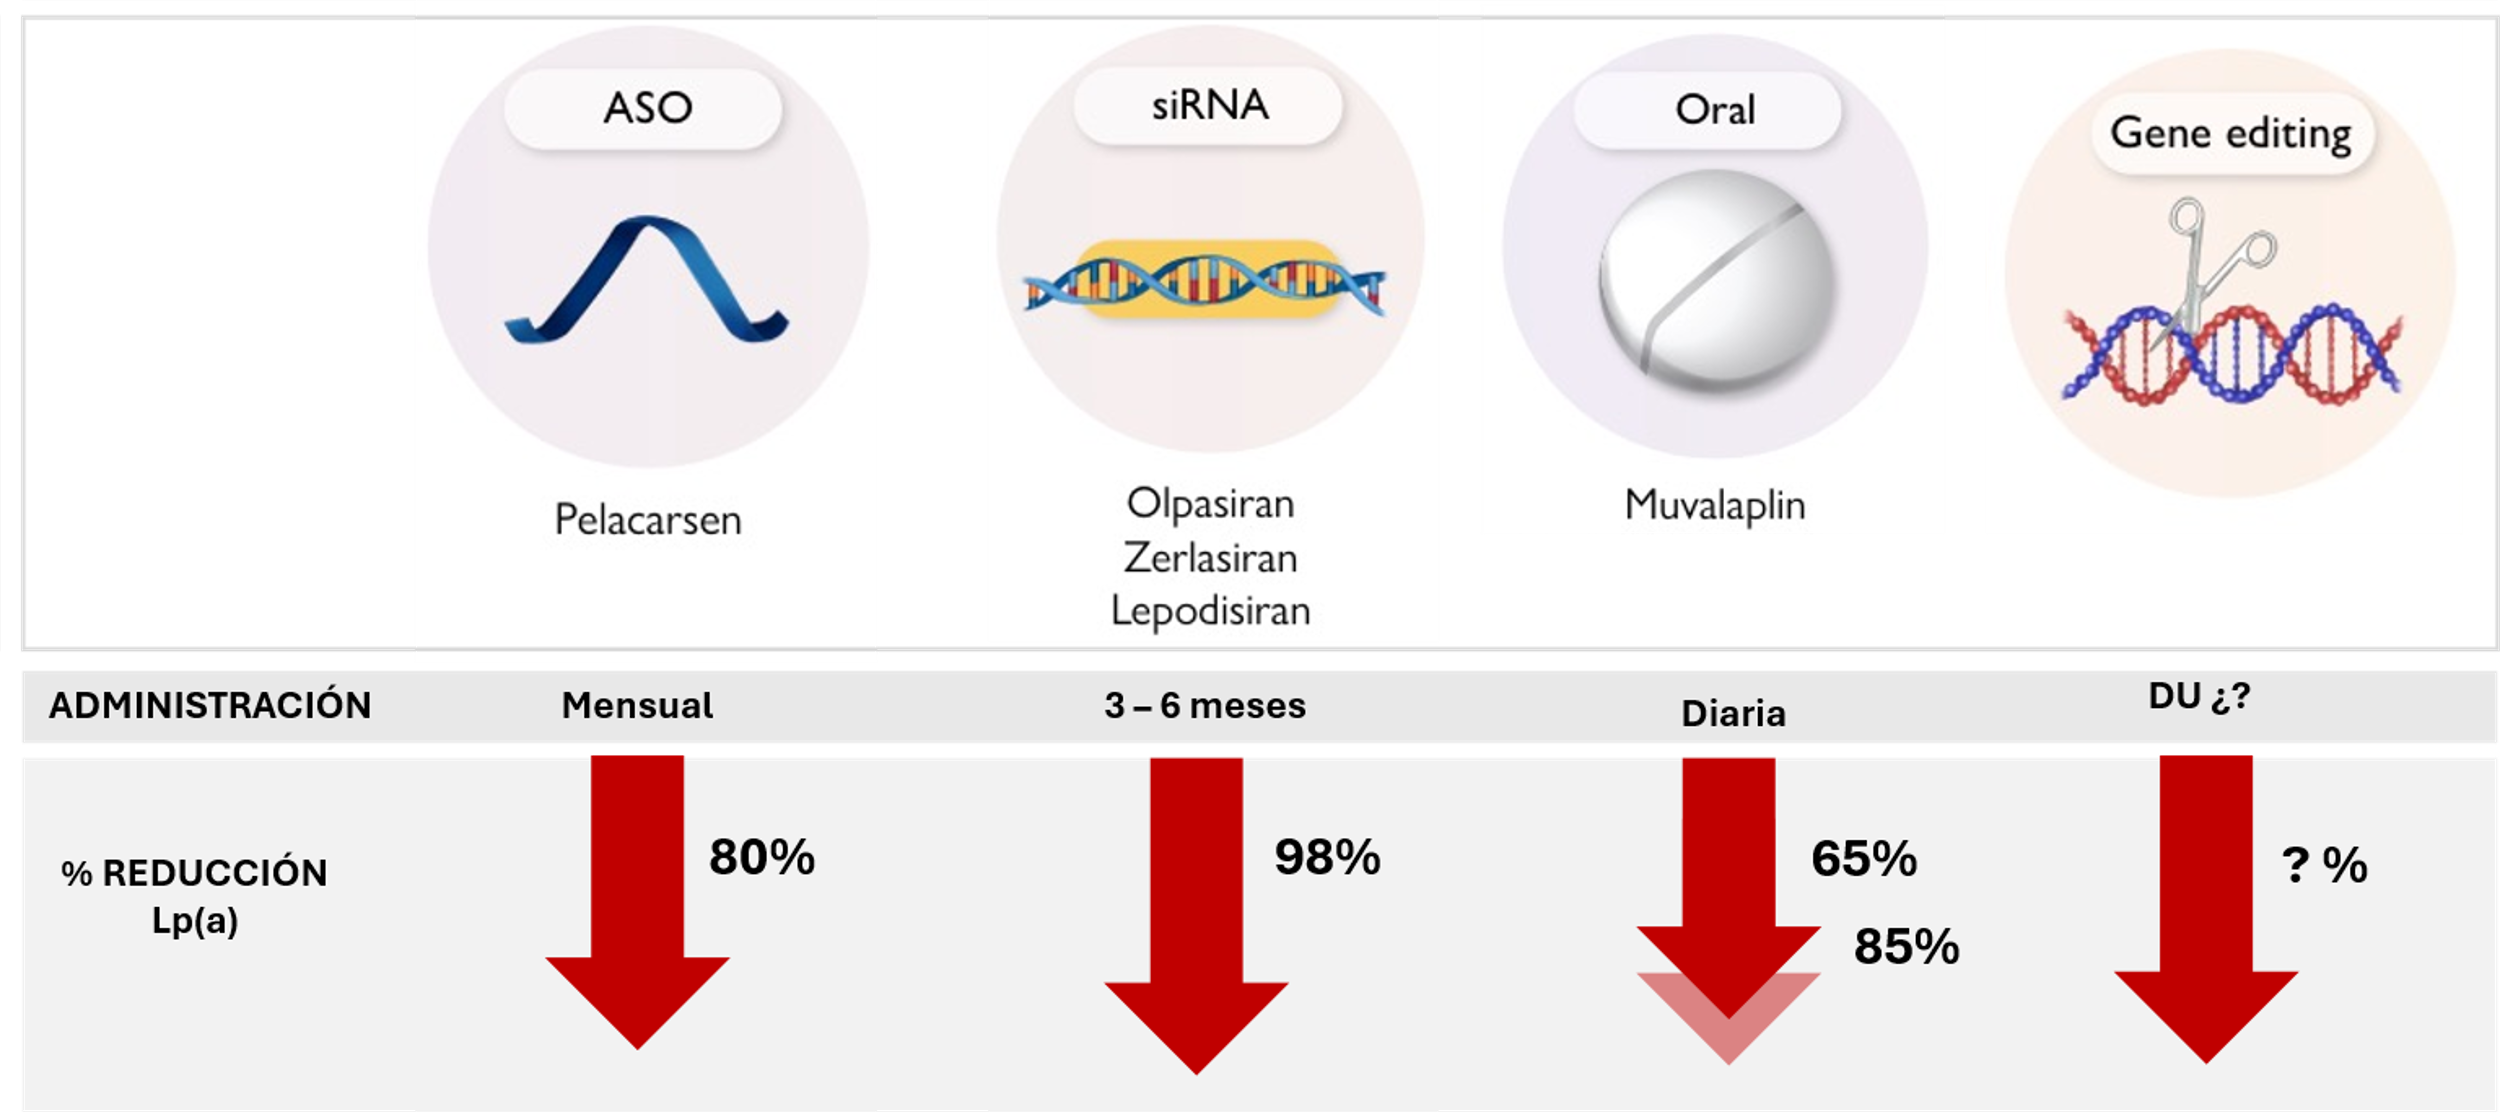 ASO
siRNA
Oral
Gene editing
Pelacarsen
Olpasiran
Zerlasiran
Lepodisiran
Muvalaplin
ADMINISTRACIÓN
Mensual
3 – 6 meses
Diaria
DU ¿?
% REDUCCIÓN
Lp(a)
80%
98%
65%
85%
? %